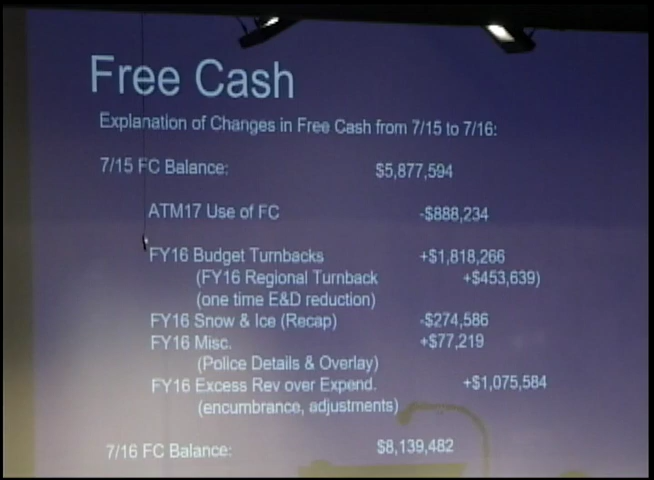 Free Cash
Explanation of Changes in Free Cash from 7/15 to 7/16:
7/15 FC Balance: $5,877,594
ATM17 Use of FC -$888,234
FY16 Budget Turnbacks +$1,818,266
(FY16 Regional Turnback +$453,639)
(one time E&D reduction)
FY16 Snow & Ice (Recap) -$274,586
FY16 Misc. +$77,219
(Police Details & Overlay)
FY16 Excess Rev over Expend. +$1,075,584
(encumbrance, adjustments)
7/16 FC Balance: $8,139,482